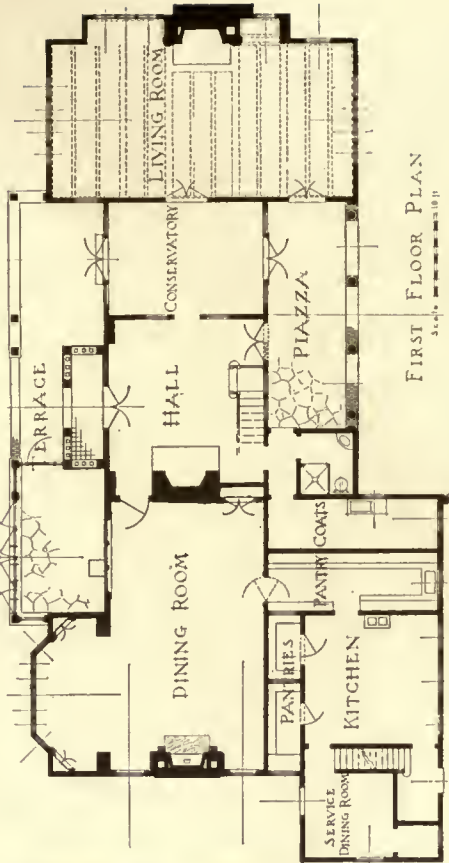 LIVING ROOM
CONSERVATORY
TERRACE
HALL
PIAZZA
COATS
DINING ROOM
PANTRY
PANTRIES
KITCHEN
SERVICE
DINING ROOM
FIRST FLOOR PLAN